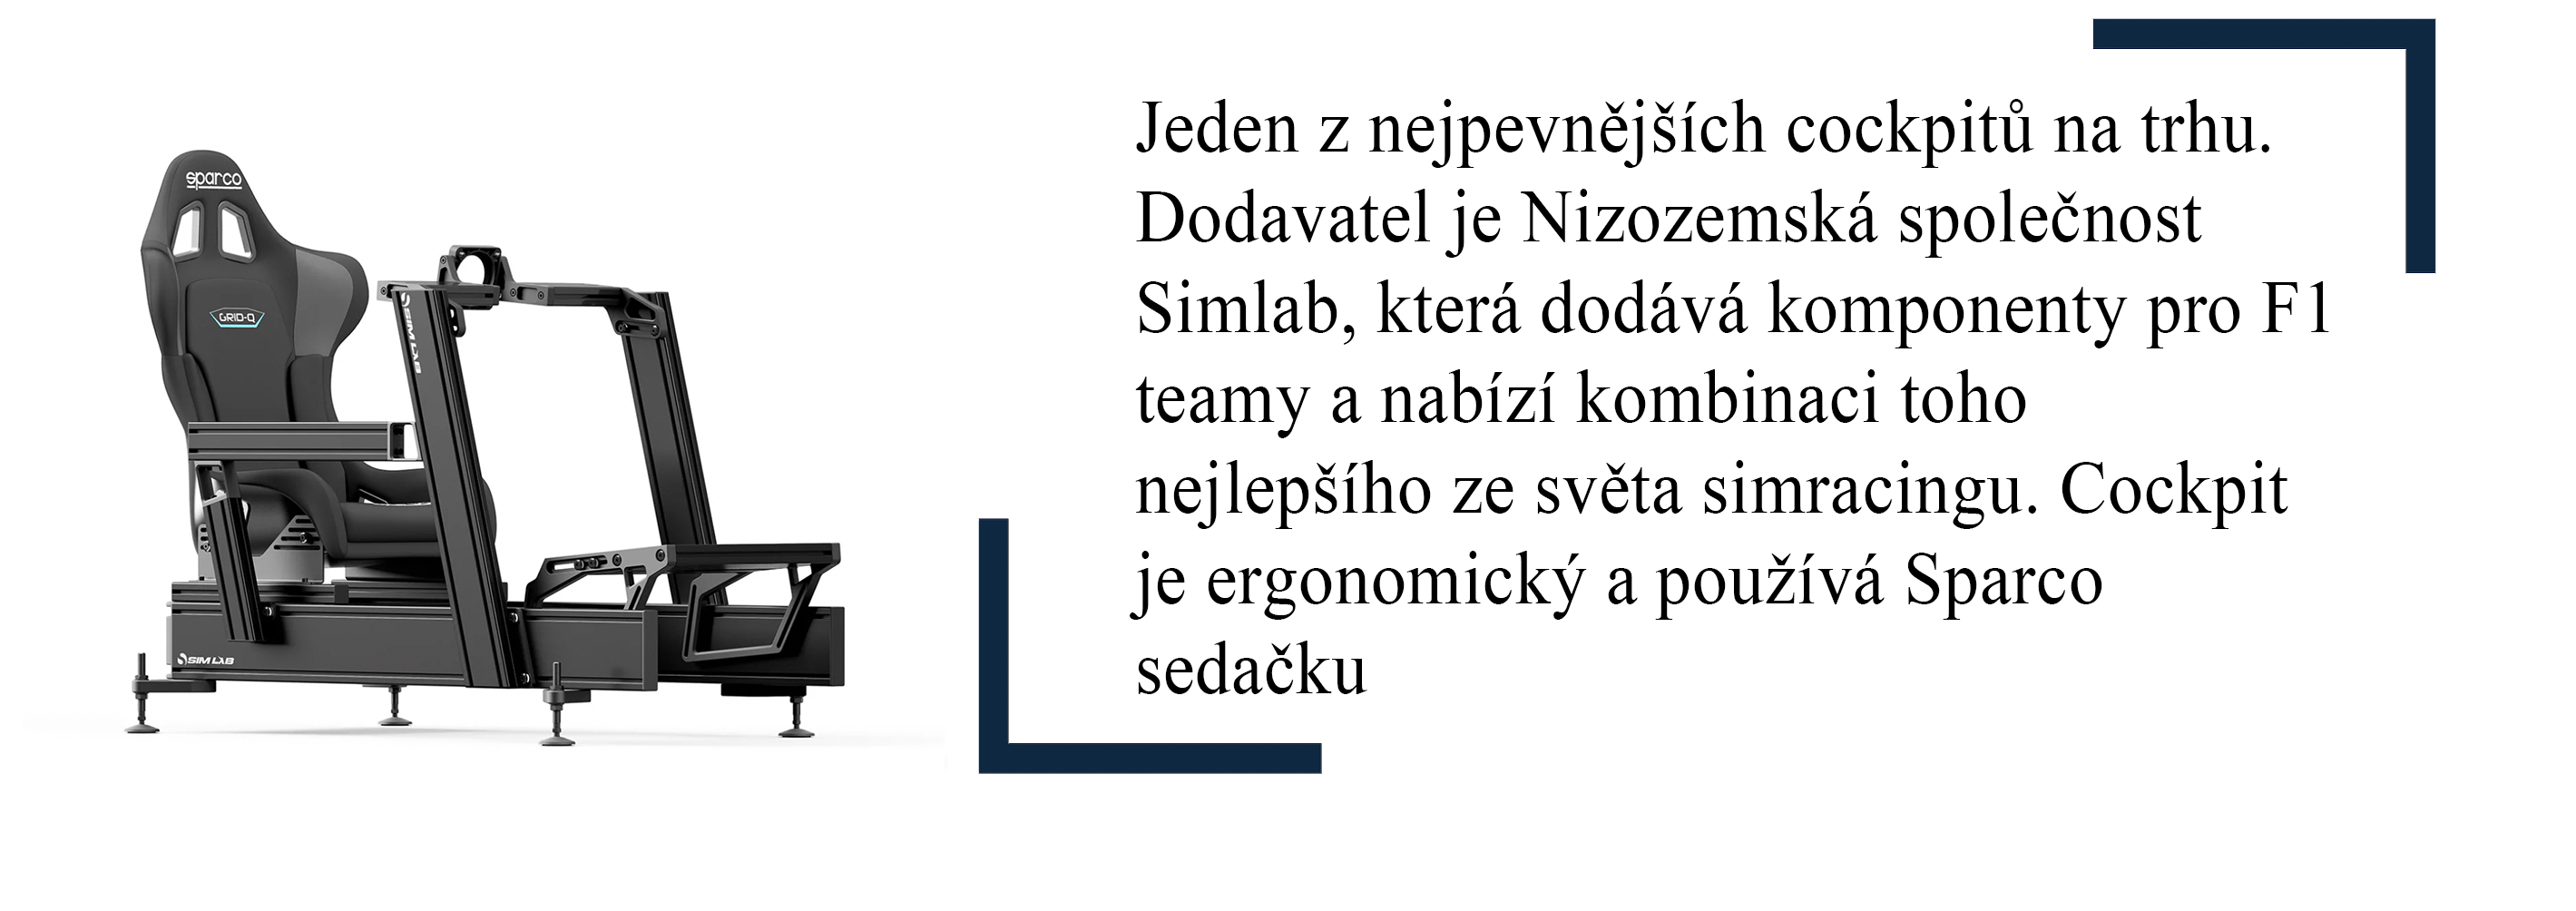 sparco
GRID-Q
SIM LAB
SIM LAB
Jeden z nejpevnějších cockpitů na trhu.
Dodavatel je Nizozemská společnost
Simlab, která dodává komponenty pro F1
teamy a nabízí kombinaci toho
nejlepšího ze světa simracingu. Cockpit
je ergonomický a používá Sparco
sedačku